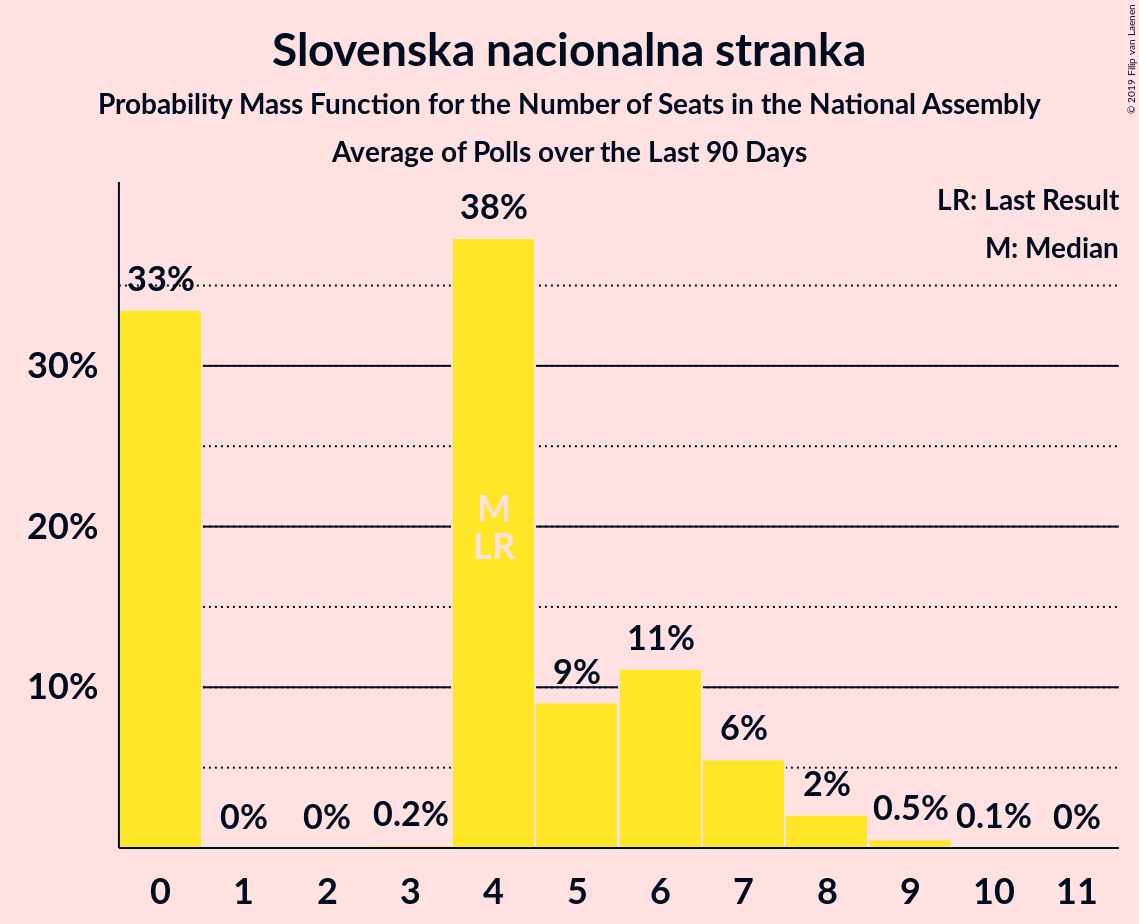 Slovenska nacionalna stranka
Probability Mass Function for the Number of Seats in the National Assembly
Average of Polls over the Last 90 Days
© 2019 Filip van Laenen
LR: Last Result
M: Median
38%
33%
30%
M
20%
LR
11%
9%
10%
6%
2%
0% 0% 0.2% 0.5% 0.1% 0%
0 1 2 3 4 5 6 7 8 9 10 11